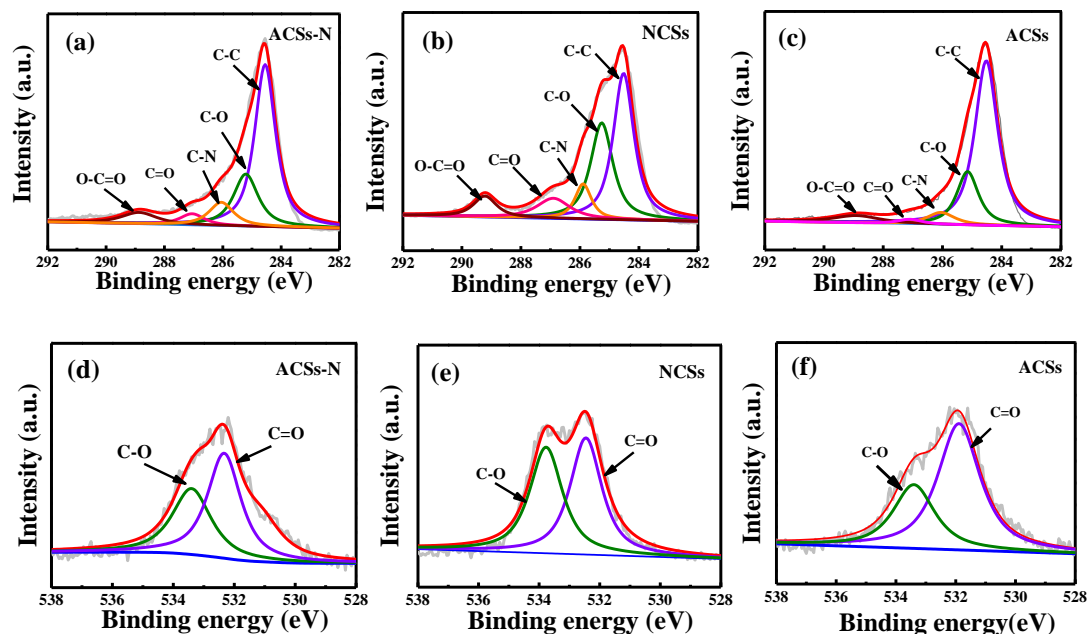 (a)
ACSs-N
C-C
C-O
C-N
C=O
O-C=O
Intensity (a.u.)
292 290 288 286 284 282
Binding energy (eV)
(b)
NCSs
C-C
C-O
C-N
C=O
O-C=O
Intensity (a.u.)
292 290 288 286 284 282
Binding energy (eV)
(c)
ACSs
C-C
C-O
C-N
C=O
O-C=O
Intensity (a.u.)
292 290 288 286 284 282
Binding energy (eV)
(d)
ACSs-N
C=O
C-O
Intensity (a.u.)
538 536 534 532 530 528
Binding energy (eV)
(e)
NCSs
C=O
C-O
Intensity (a.u.)
538 536 534 532 530 528
Binding energy (eV)
(f)
ACSs
C=O
C-O
Intensity (a.u.)
538 536 534 532 530 528
Binding energy(eV)